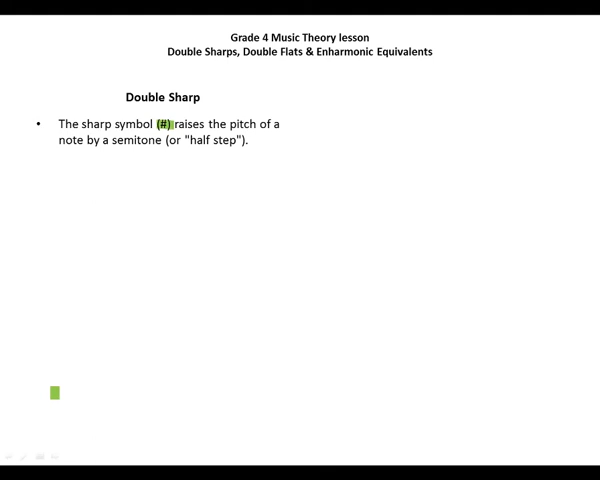 Grade 4 Music Theory lesson
Double Sharps, Double Flats & Enharmonic Equivalents
Double Sharp
• The sharp symbol (#) raises the pitch of a
note by a semitone (or "half step").